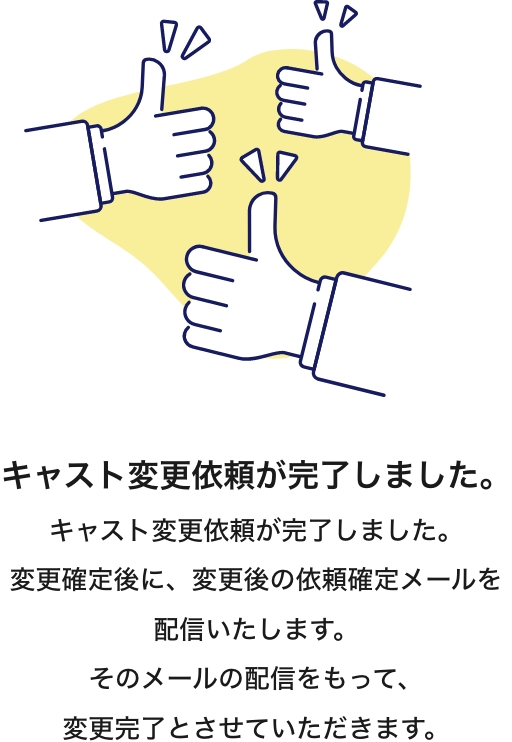 キャスト変更依頼が完了しました。
キャスト変更依頼が完了しました。
変更確定後に、変更後の依頼確定メールを
配信いたします。
そのメールの配信をもって、
変更完了とさせていただきます。